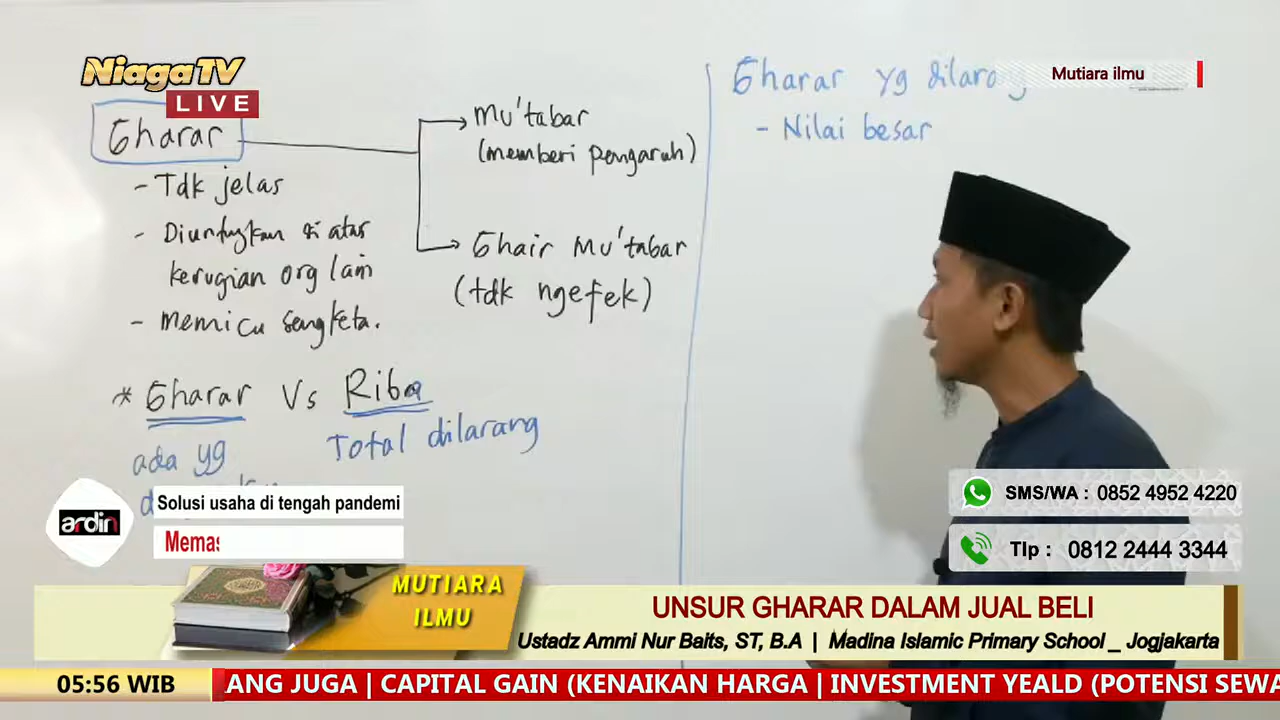 NiagaTV
LIVE
Gharar
- Tdk jelas
- Diuntungkan di atas
kerugian org lain
- memicu sengketa.
* Gharar Vs Riba
ada yg
Total dilarang
Mu'tabar
(memberi pengaruh)
Ghair Mu'tabar
(tdk ngefek)
Gharar yg dilarang
- Nilai besar
Mutiara ilmu
ardin
Solusi usaha di tengah pandemi
Memas
SMS/WA : 0852 4952 4220
Tlp : 0812 2444 3344
MUTIARA
ILMU
UNSUR GHARAR DALAM JUAL BELI
Ustadz Ammi Nur Baits, ST, B.A | Madina Islamic Primary School _ Jogjakarta
05:56 WIB
ANG JUGA | CAPITAL GAIN (KENAIKAN HARGA | INVESTMENT YEALD (POTENSI SEWA